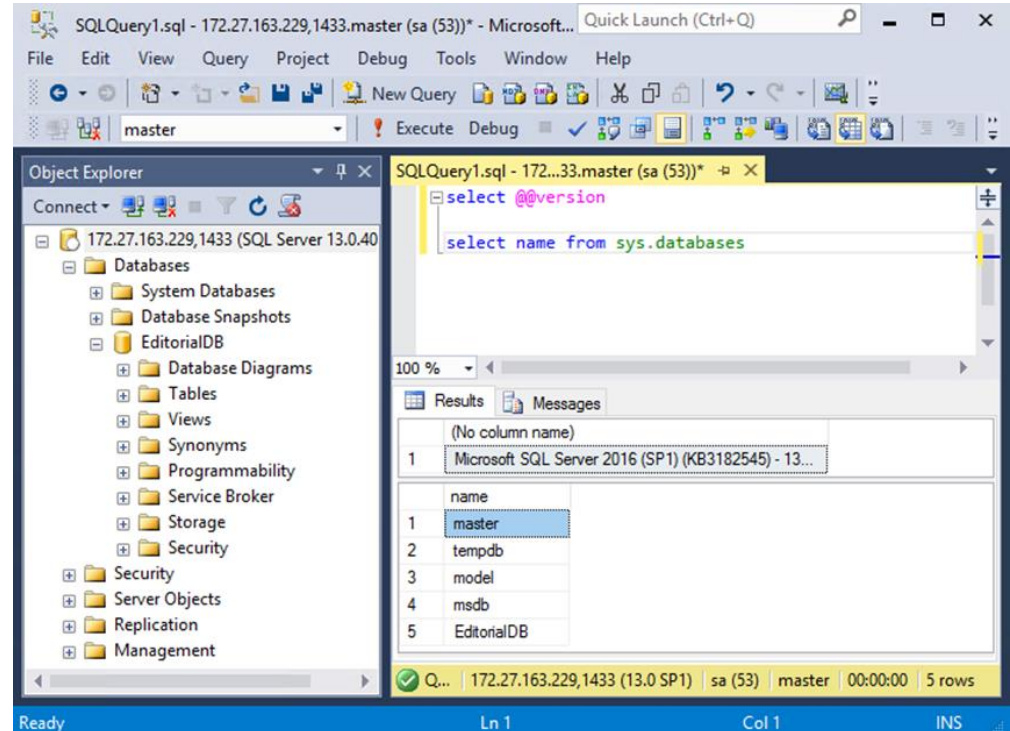 SQLQuery1.sql - 172.27.163.229,1433.master (sa (53))* - Microsoft... Quick Launch (Ctrl+Q)
File Edit View Query Project Debug Tools Window Help
New Query
master Execute Debug
Object Explorer
Connect
172.27.163.229,1433 (SQL Server 13.0.40
Databases
System Databases
Database Snapshots
EditorialDB
Database Diagrams
Tables
Views
Synonyms
Programmability
Service Broker
Storage
Security
Security
Server Objects
Replication
Management
SQLQuery1.sql - 172...33.master (sa (53))*
select @@version
select name from sys.databases
100 %
Results Messages
(No column name)
1 Microsoft SQL Server 2016 (SP1) (KB3182545) - 13...
name
1 master
2 tempdb
3 model
4 msdb
5 EditorialDB
Q... 172.27.163.229,1433 (13.0 SP1) sa (53) master 00:00:00 5 rows
Ready Ln 1 Col 1 INS